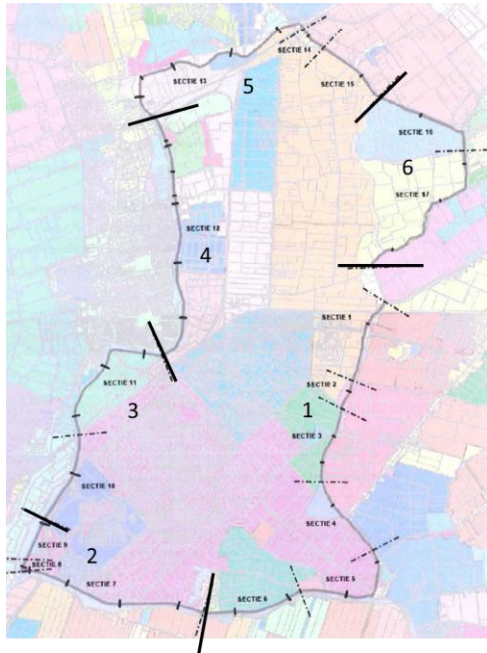 SECTIE 14
SECTIE 13
5
SECTIE 15
SECTIE 16
6
SECTIE 17
SECTIE 12
4
SECTIE 1
SECTIE 11
SECTIE 2
3
1
SECTIE 3
SECTIE 10
SECTIE 4
SECTIE 9
2
SECTIE 8
SECTIE 7
SECTIE 5
SECTIE 6